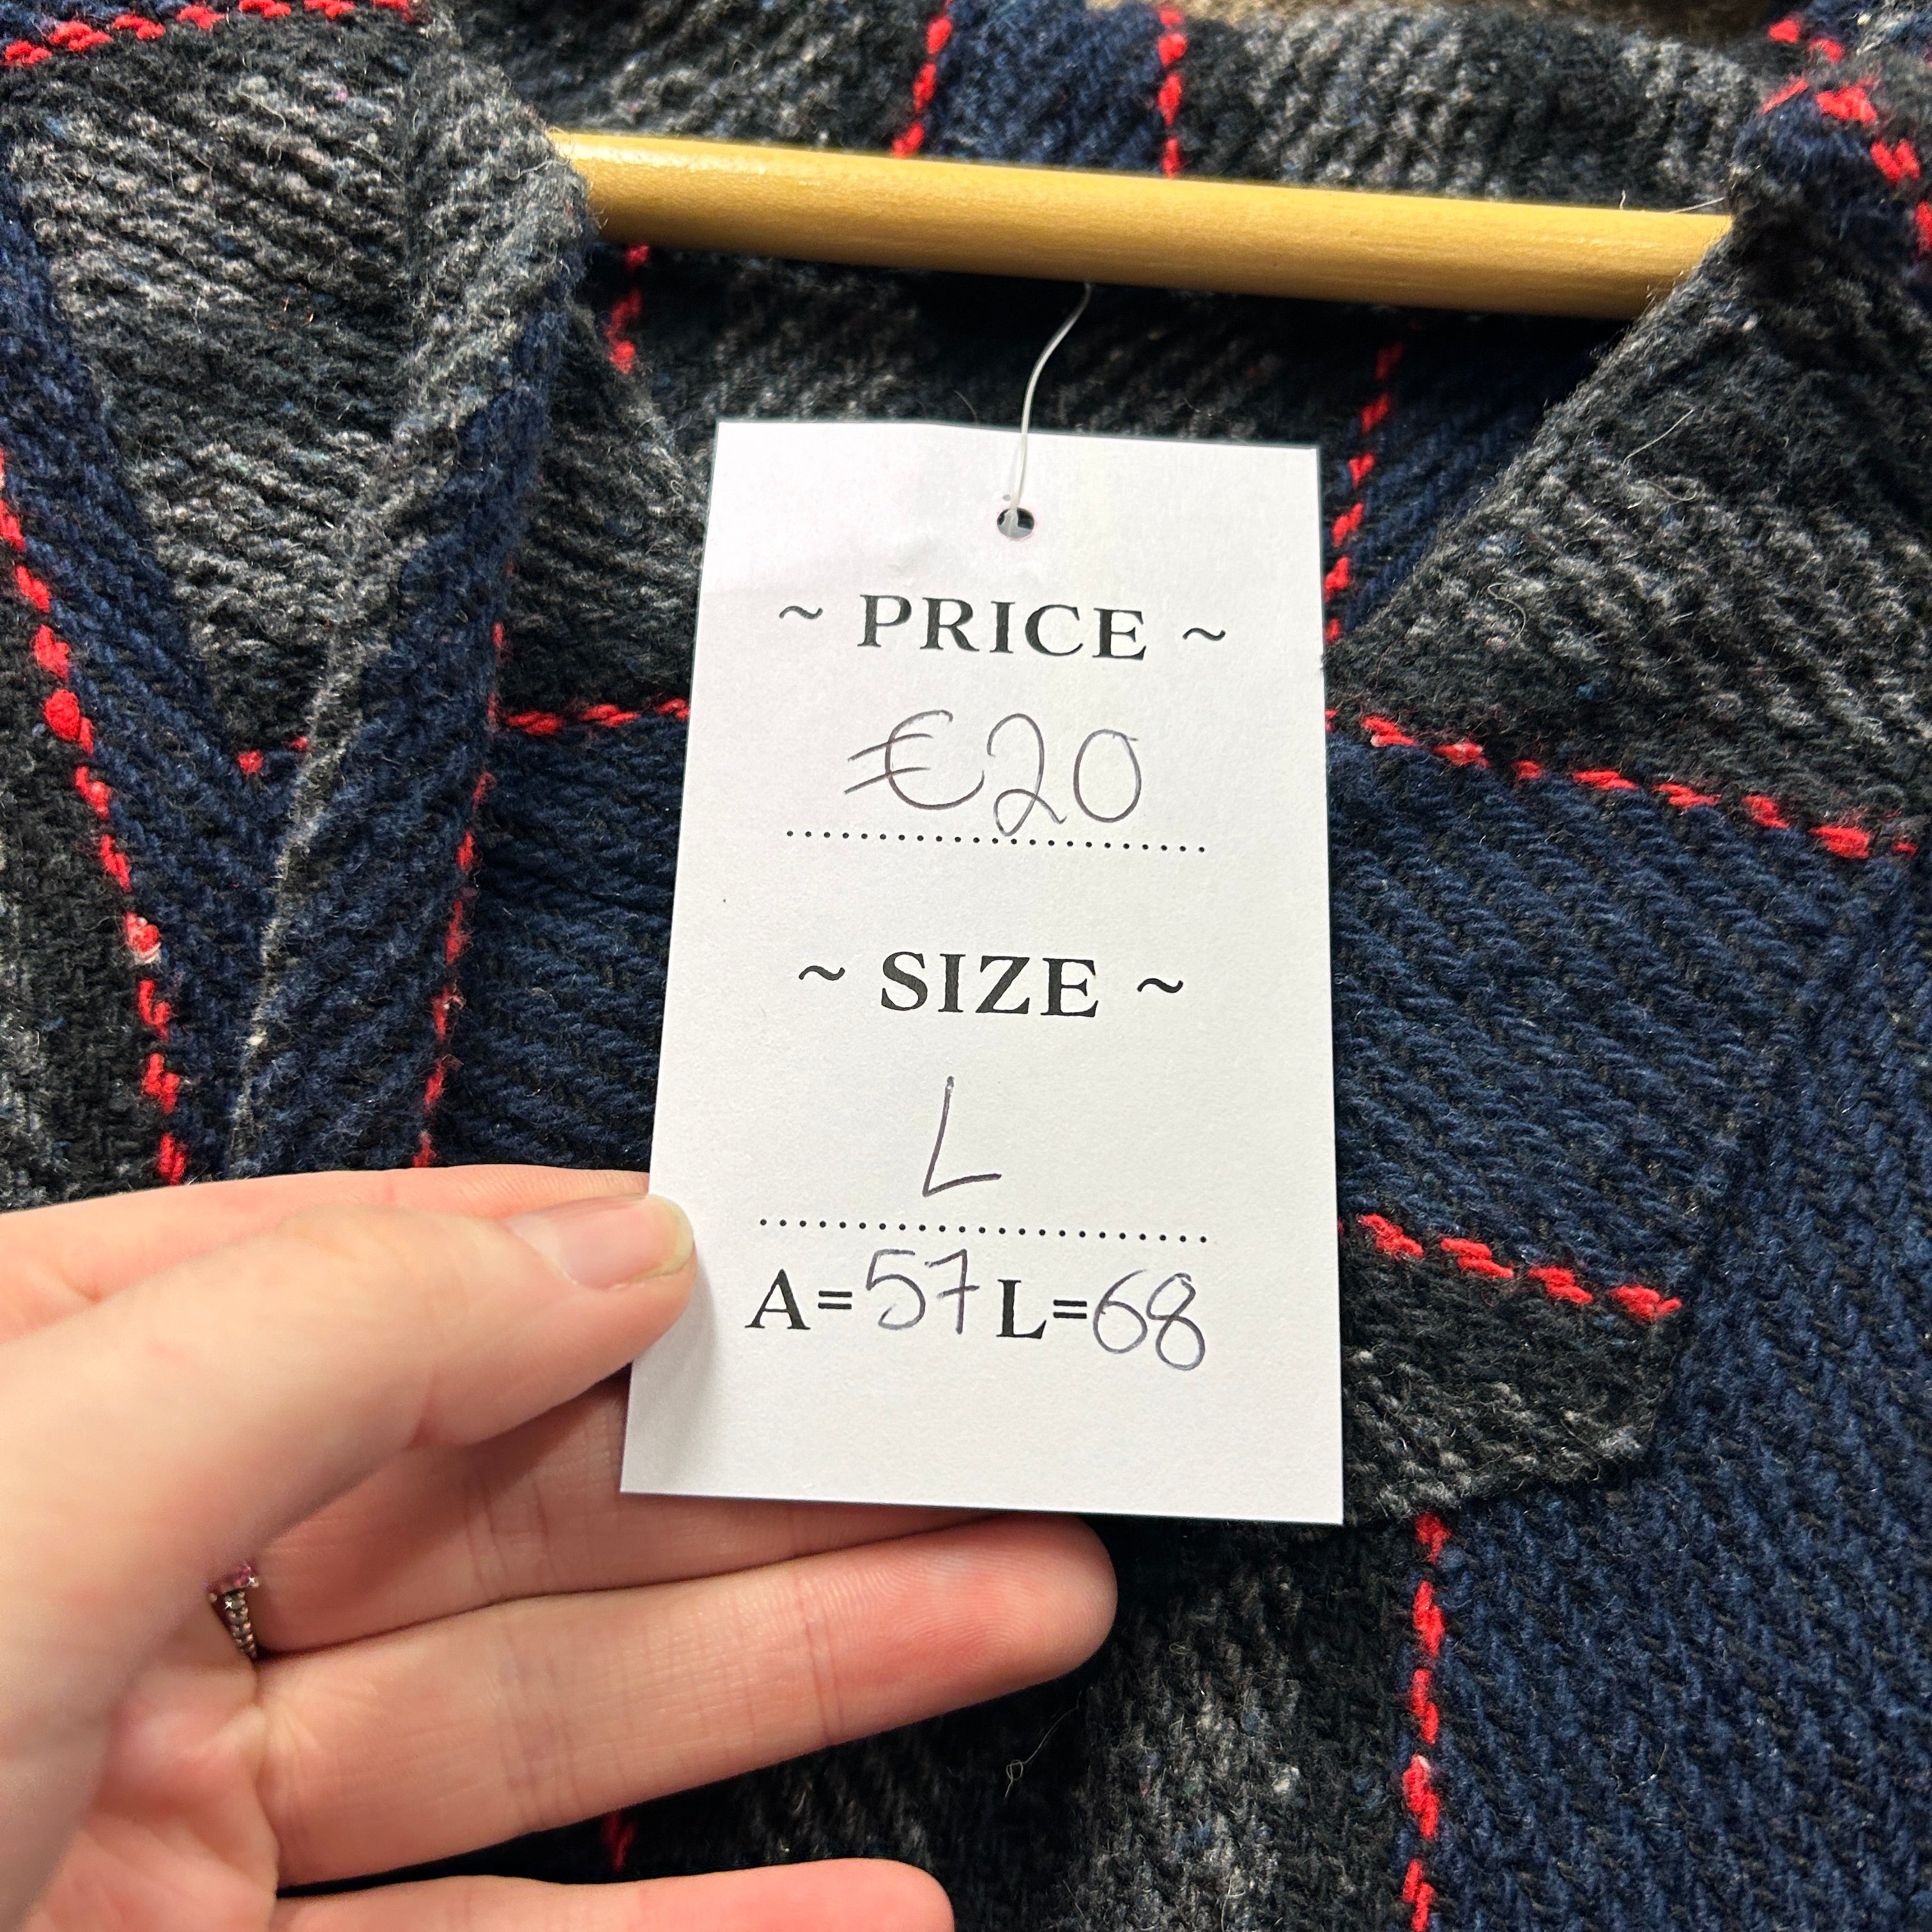 ~ PRICE ~
€20
~ SIZE ~
L
A=57 L=68